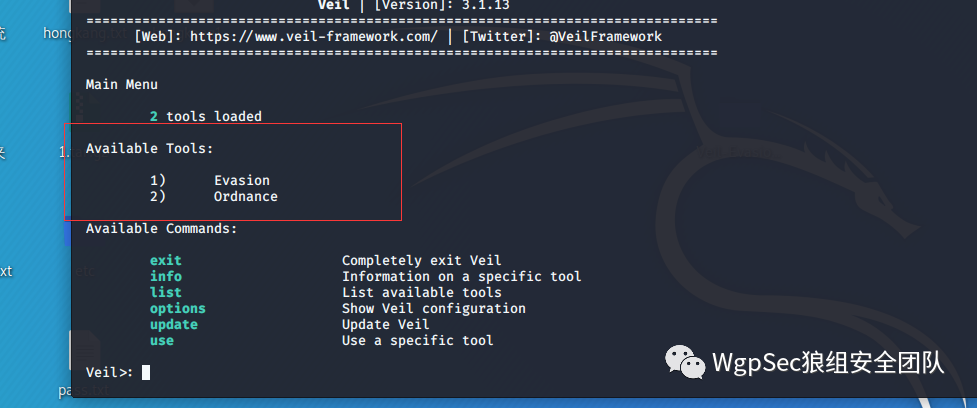 Veil | [Version]: 3.1.13
[Web]: https://www.veil-framework.com/ | [Twitter]: @VeilFramework
Main Menu
2 tools loaded
Available Tools:
1) Evasion
2) Ordnance
Available Commands:
exit Completely exit Veil
info Information on a specific tool
list List available tools
options Show Veil configuration
update Update Veil
use Use a specific tool
Veil>:
WgpSec狼组安全团队